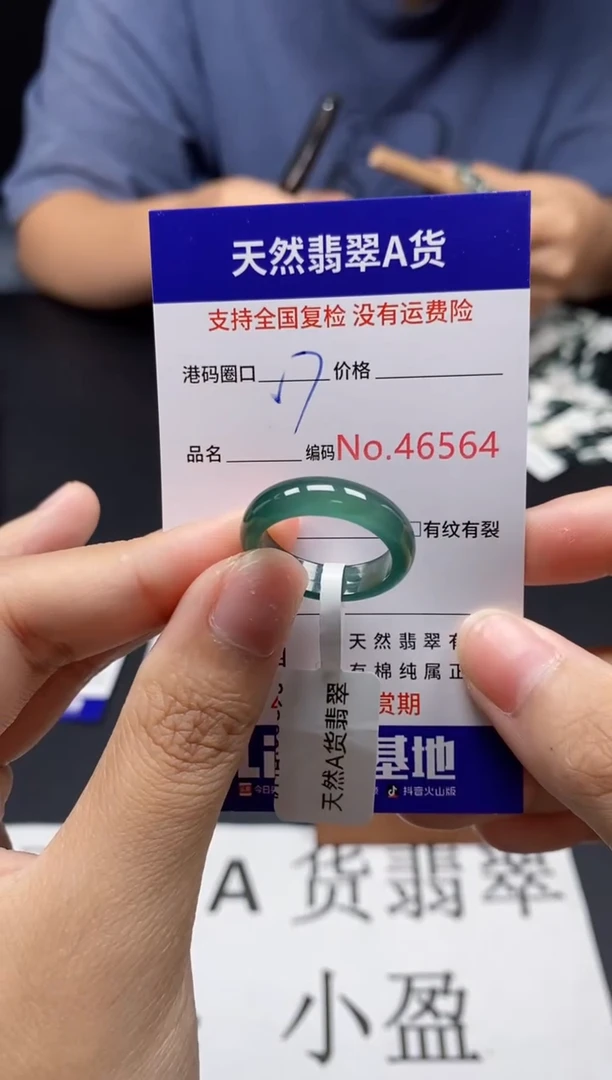 天然翡翠A货
支持全国复检 没有运费险
港码圈口 17 价格
品名 编码 No.46564
□有纹有裂
天然翡翠有
有棉纯属正
赏期
基地
抖音火山版
天然A货翡翠
A货翡翠
小盈